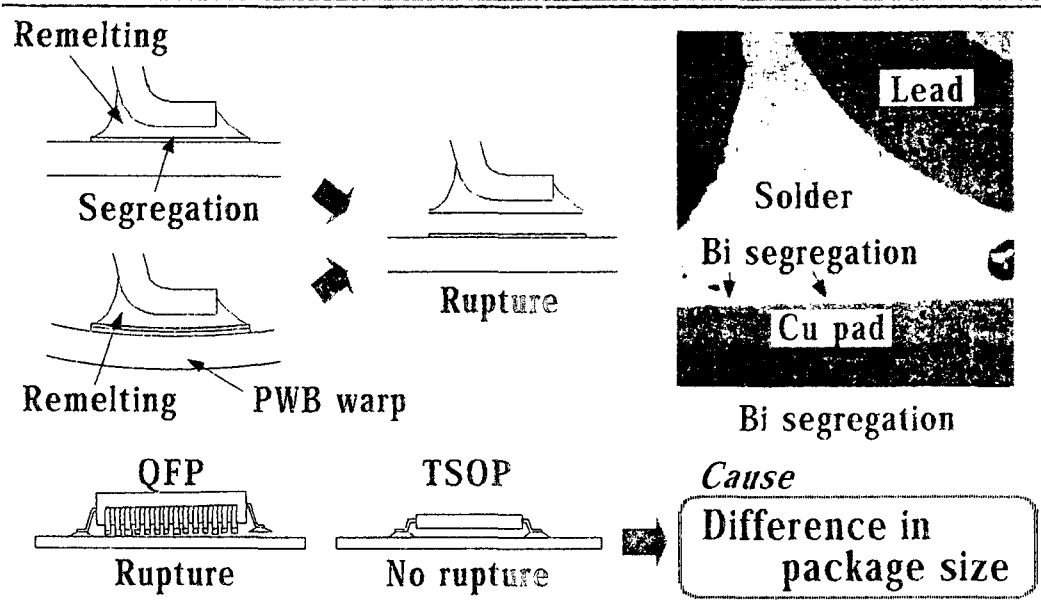 Remelting
Segregation
Remelting
PWB warp
Rupture
Lead
Solder
Bi segregation
Cu pad
Bi segregation
QFP
Rupture
TSOP
No rupture
Cause
Difference in
package size